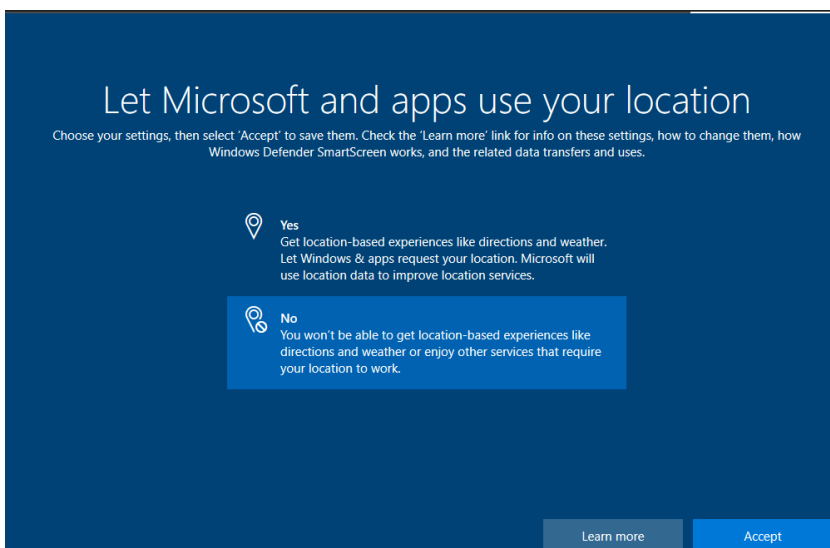 Let Microsoft and apps use your location
Choose your settings, then select 'Accept' to save them. Check the 'Learn more' link for info on these settings, how to change them, how
Windows Defender SmartScreen works, and the related data transfers and uses.
Yes
Get location-based experiences like directions and weather.
Let Windows & apps request your location. Microsoft will
use location data to improve location services.
No
You won't be able to get location-based experiences like
directions and weather or enjoy other services that require
your location to work.
Learn more
Accept